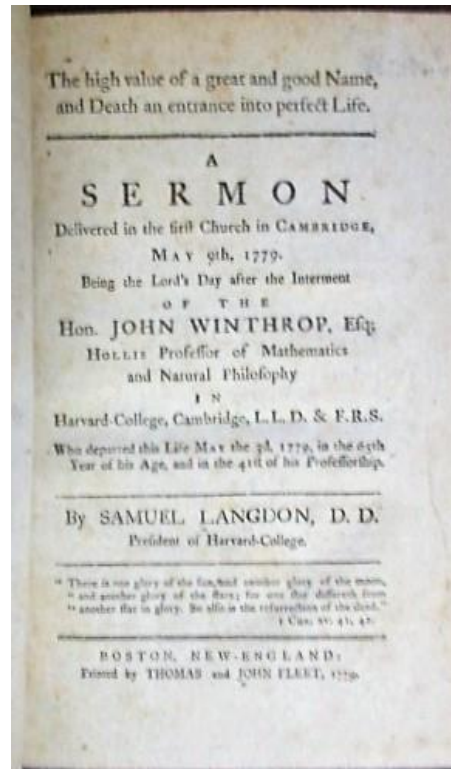 The high value of a great and good Name,
and Death an entrance into perfect Life.
A
SERMON
Delivered in the firſt Church in CAMBRIDGE,
MAY 9th, 1779.
Being the Lord's Day after the Interment
OF THE
Hon. JOHN WINTHROP, Eſq;
HOLLIS Profeſſor of Mathematics
and Natural Philoſophy
IN
Harvard-College, Cambridge, L.L.D. & F.R.S.
Who departed this Life MAY the 3d, 1779, in the 65th
Year of his Age, and in the 41ſt of his Profeſſorſhip.
By SAMUEL LANGDON, D.D.
Preſident of Harvard-College.
" There is one glory of the ſun, and another glory of the moon,
" and another glory of the ſtars; for one ſtar differeth from
" another ſtar in glory. So alſo is the reſurrection of the dead."
1 Cor. xv. 41, 42.
BOSTON, NEW-ENGLAND:
Printed by THOMAS and JOHN FLEET, 1779.